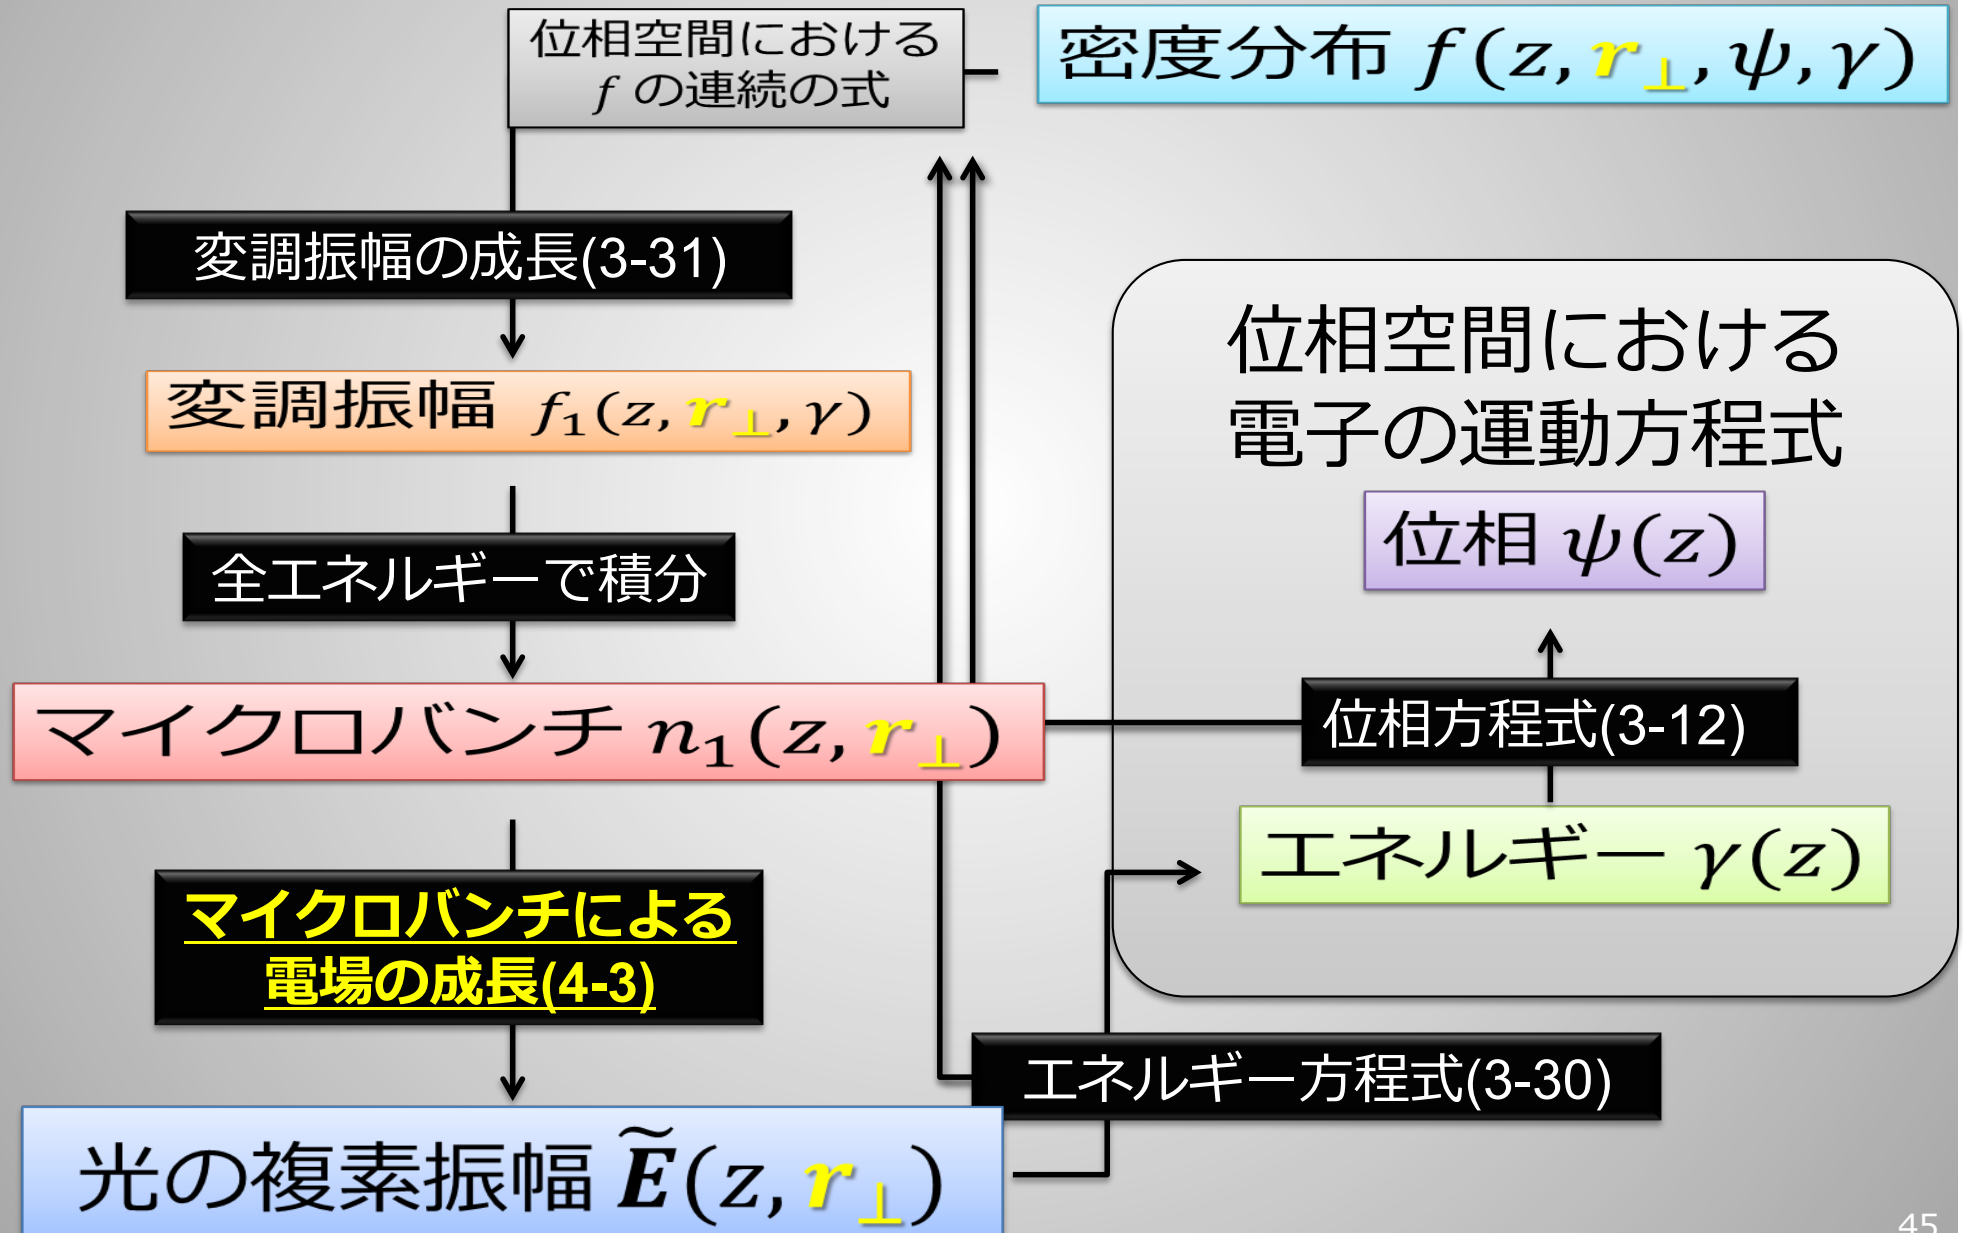 位相空間における
f の連続の式
密度分布 f(z, r⊥, ψ, γ)
変調振幅の成長(3-31)
変調振幅 f₁(z, r⊥, γ)
全エネルギーで積分
マイクロバンチ n₁(z, r⊥)
マイクロバンチによる
電場の成長(4-3)
光の複素振幅 Ẽ(z, r⊥)
位相空間における
電子の運動方程式
位相 ψ(z)
位相方程式(3-12)
エネルギー γ(z)
エネルギー方程式(3-30)
45